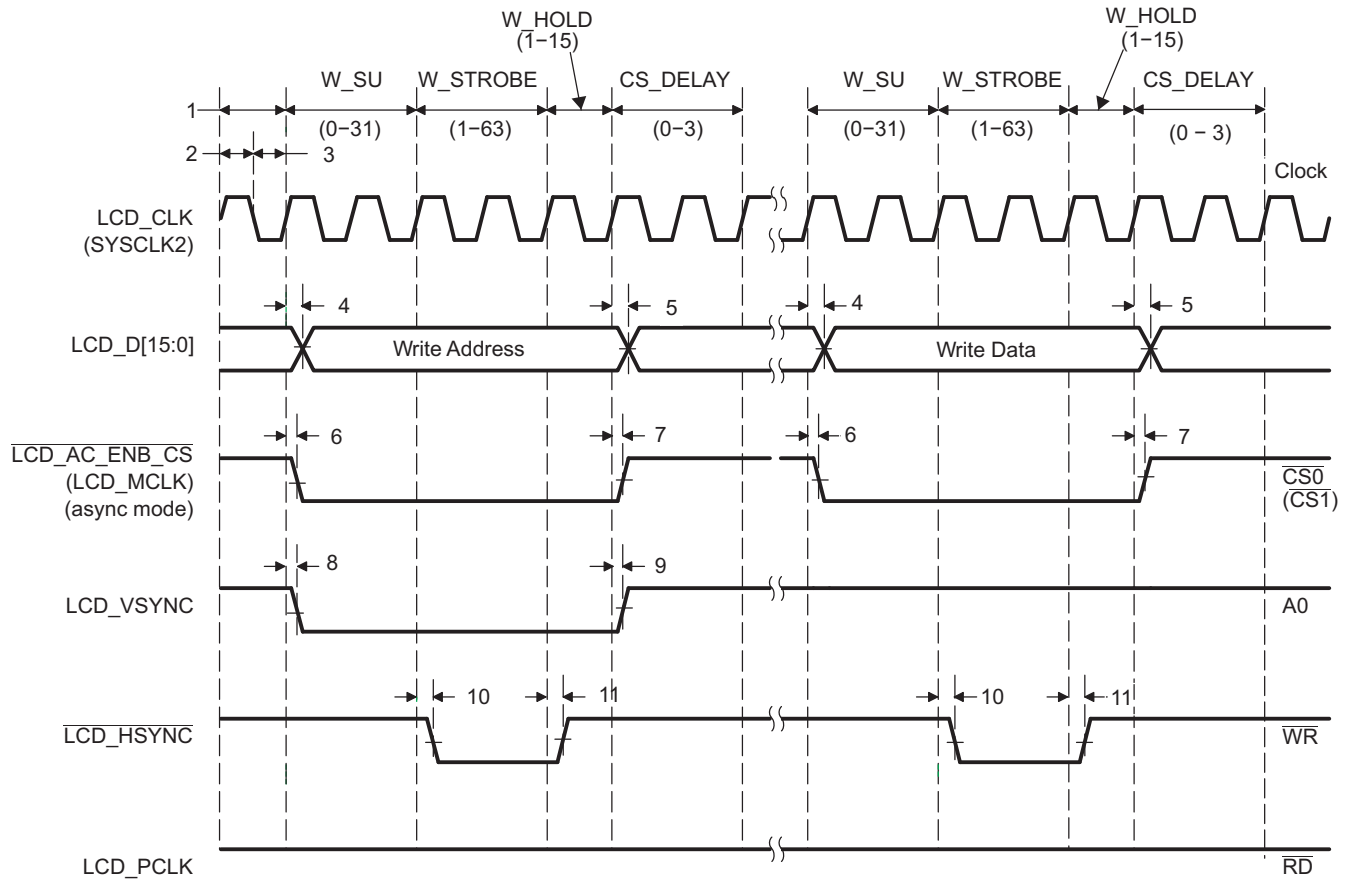 W_HOLD
(1−15)
W_HOLD
(1−15)
W_SU
W_STROBE
CS_DELAY
W_SU
W_STROBE
CS_DELAY
1
(0−31)
(1−63)
(0−3)
(0−31)
(1−63)
(0 − 3)
2
3
Clock
LCD_CLK
(SYSCLK2)
4
5
4
5
LCD_D[15:0]
Write Address
Write Data
6
7
6
7
LCD_AC_ENB_CS
(LCD_MCLK)
(async mode)
CS0
(CS1)
8
9
LCD_VSYNC
A0
10
11
10
11
LCD_HSYNC
WR
LCD_PCLK
RD